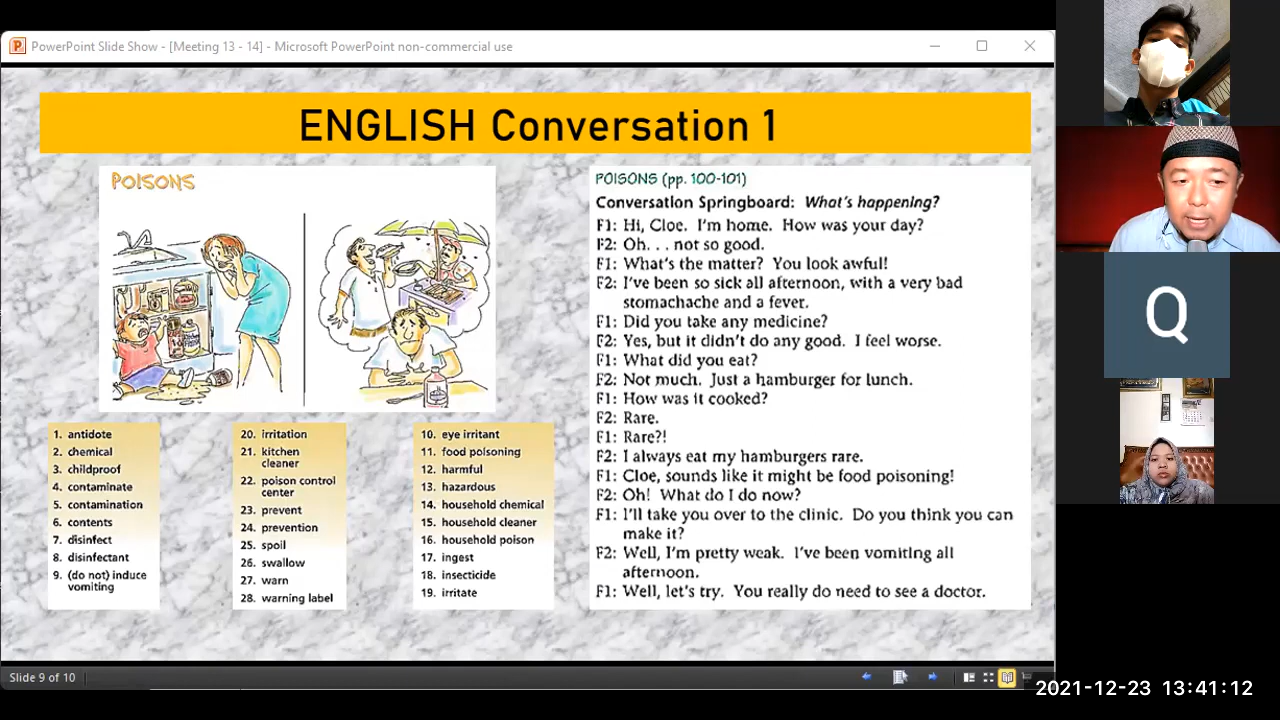 PowerPoint Slide Show - [Meeting 13 - 14] - Microsoft PowerPoint non-commercial use
ENGLISH Conversation 1
POISONS
1. antidote
2. chemical
3. childproof
4. contaminate
5. contamination
6. contents
7. disinfect
8. disinfectant
9. (do not) induce
vomiting
20. irritation
21. kitchen
cleaner
22. poison control
center
23. prevent
24. prevention
25. spoil
26. swallow
27. warn
28. warning label
10. eye irritant
11. food poisoning
12. harmful
13. hazardous
14. household chemical
15. household cleaner
16. household poison
17. ingest
18. insecticide
19. irritate
POISONS (pp. 100-101)
Conversation Springboard: What's happening?
F1: Hi, Cloe. I'm home. How was your day?
F2: Oh. . . not so good.
F1: What's the matter? You look awful!
F2: I've been so sick all afternoon, with a very bad
stomachache and a fever.
F1: Did you take any medicine?
F2: Yes, but it didn't do any good. I feel worse.
F1: What did you eat?
F2: Not much. Just a hamburger for lunch.
F1: How was it cooked?
F2: Rare.
F1: Rare?!
F2: I always eat my hamburgers rare.
F1: Cloe, sounds like it might be food poisoning!
F2: Oh! What do I do now?
F1: I'll take you over to the clinic. Do you think you can
make it?
F2: Well, I'm pretty weak. I've been vomiting all
afternoon.
F1: Well, let's try. You really do need to see a doctor.
Q
Slide 9 of 10
2021-12-23 13:41:12